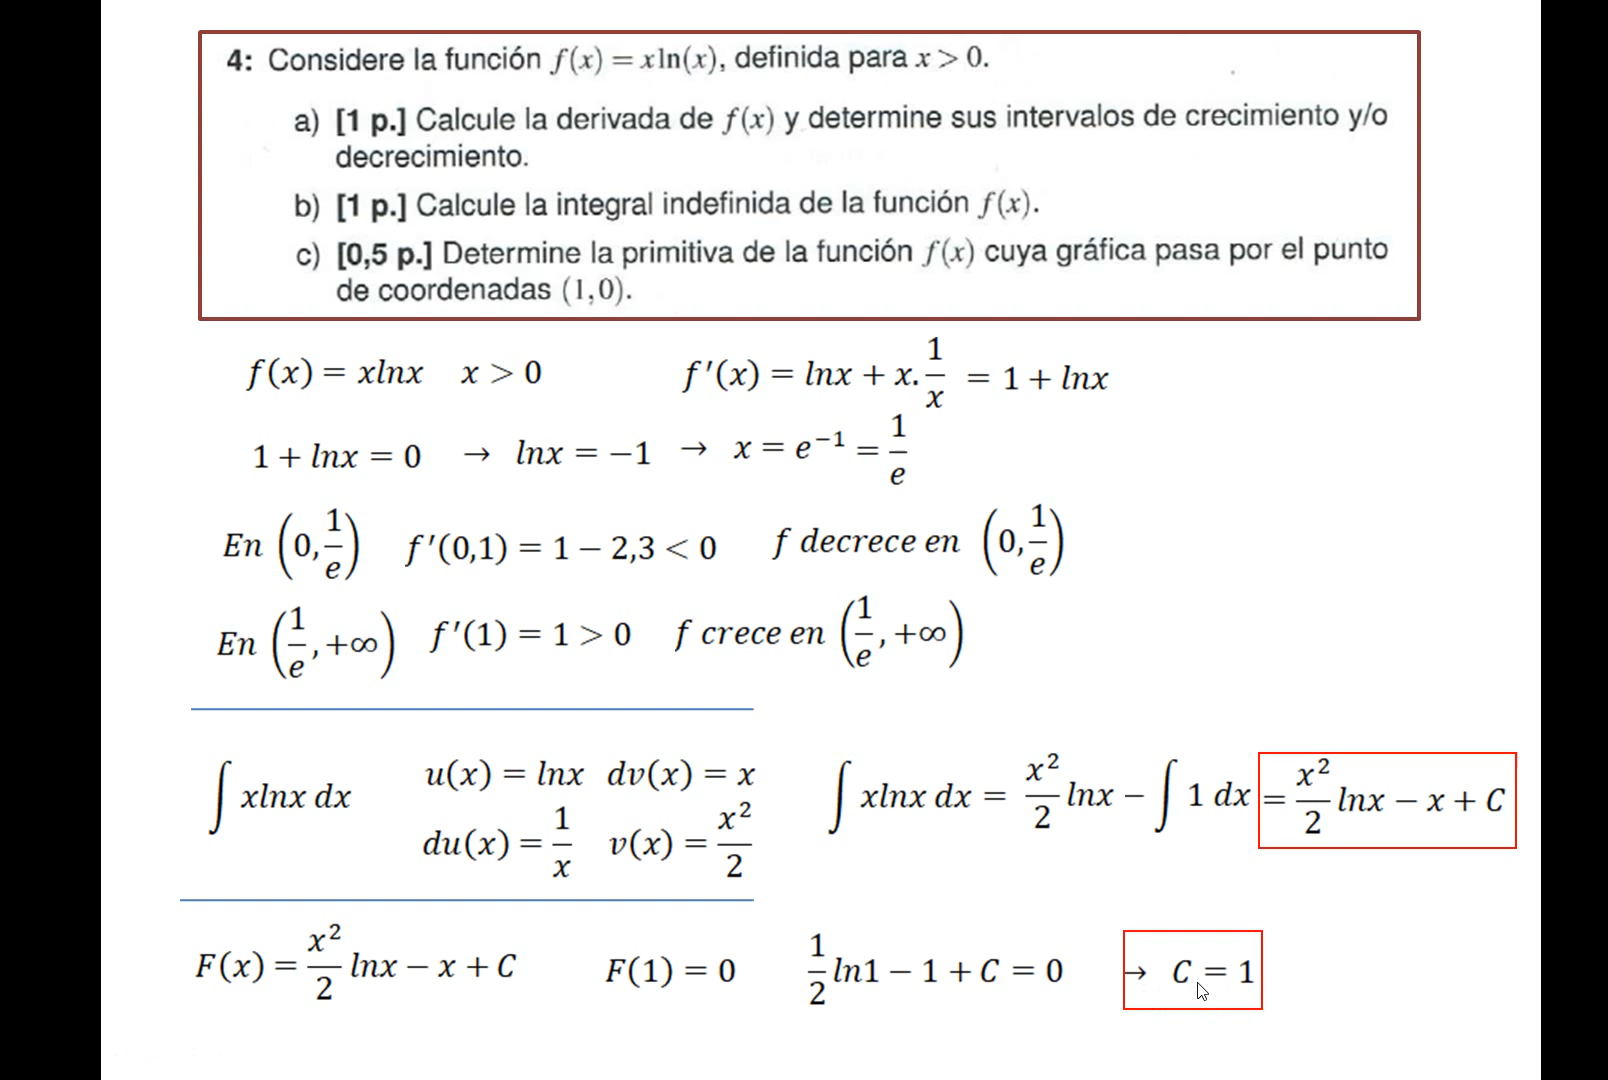 4: Considere la función f(x) = xln(x), definida para x > 0.
a) [1 p.] Calcule la derivada de f(x) y determine sus intervalos de crecimiento y/o
decrecimiento.
b) [1 p.] Calcule la integral indefinida de la función f(x).
c) [0,5 p.] Determine la primitiva de la función f(x) cuya gráfica pasa por el punto
de coordenadas (1,0).
f(x) = xlnx x > 0 f'(x) = lnx + x. 1/x = 1 + lnx
1 + lnx = 0 → lnx = −1 → x = e⁻¹ = 1/e
En (0, 1/e) f'(0,1) = 1 − 2,3 < 0 f decrece en (0, 1/e)
En (1/e, +∞) f'(1) = 1 > 0 f crece en (1/e, +∞)
∫ xlnx dx u(x) = lnx dv(x) = x ∫ xlnx dx = x²/2 lnx − ∫ 1 dx = x²/2 lnx − x + C
du(x) = 1/x v(x) = x²/2
F(x) = x²/2 lnx − x + C F(1) = 0 1/2 ln1 − 1 + C = 0 → C = 1